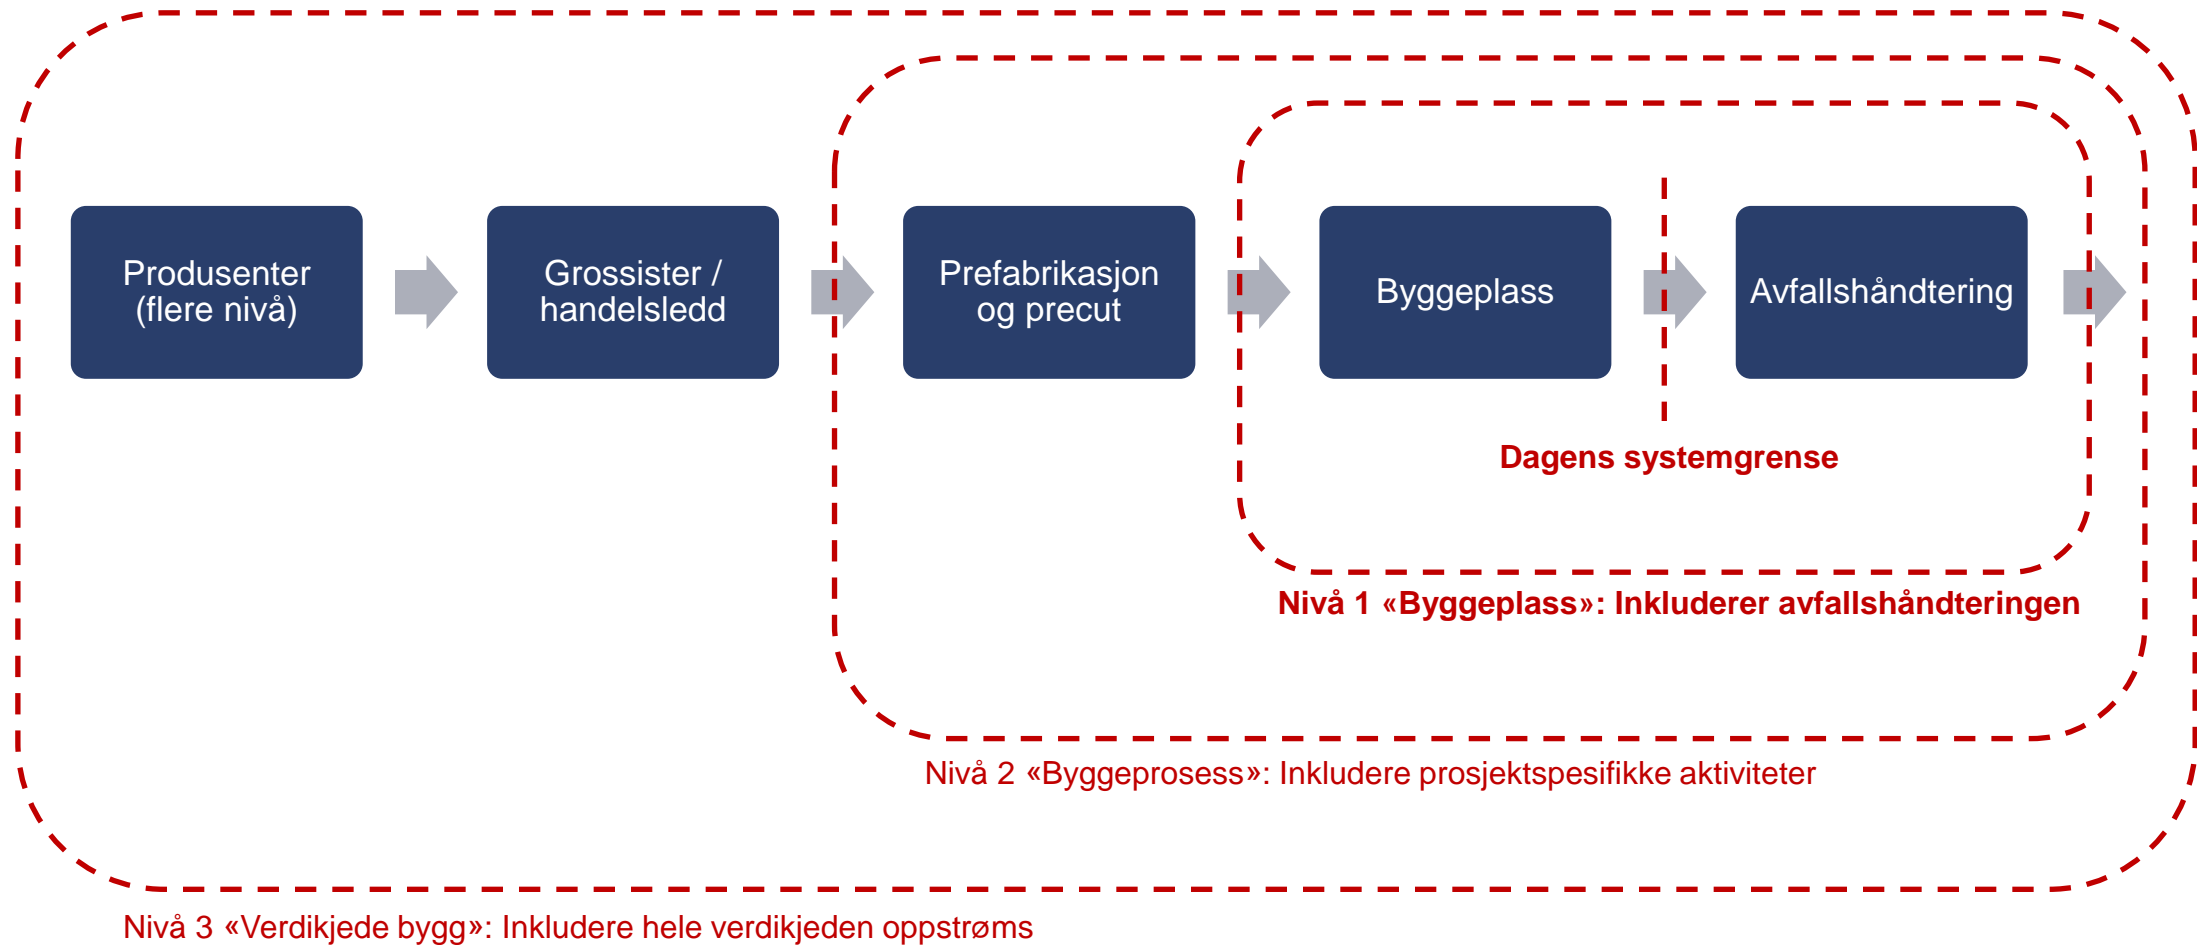 Produsenter
(flere nivå)
Grossister /
handelsledd
Prefabrikasjon
og precut
Byggeplass
Avfallshåndtering
Dagens systemgrense
Nivå 1 «Byggeplass»: Inkluderer avfallshåndteringen
Nivå 2 «Byggeprosess»: Inkludere prosjektspesifikke aktiviteter
Nivå 3 «Verdikjede bygg»: Inkludere hele verdikjeden oppstrøms